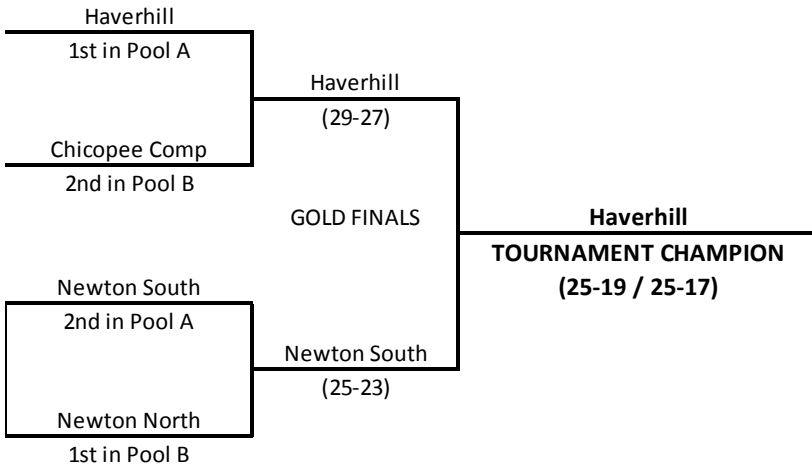 Haverhill
1st in Pool A
Haverhill
(29-27)
Chicopee Comp
2nd in Pool B
GOLD FINALS
Haverhill
TOURNAMENT CHAMPION
(25-19 / 25-17)
Newton South
2nd in Pool A
Newton South
(25-23)
Newton North
1st in Pool B